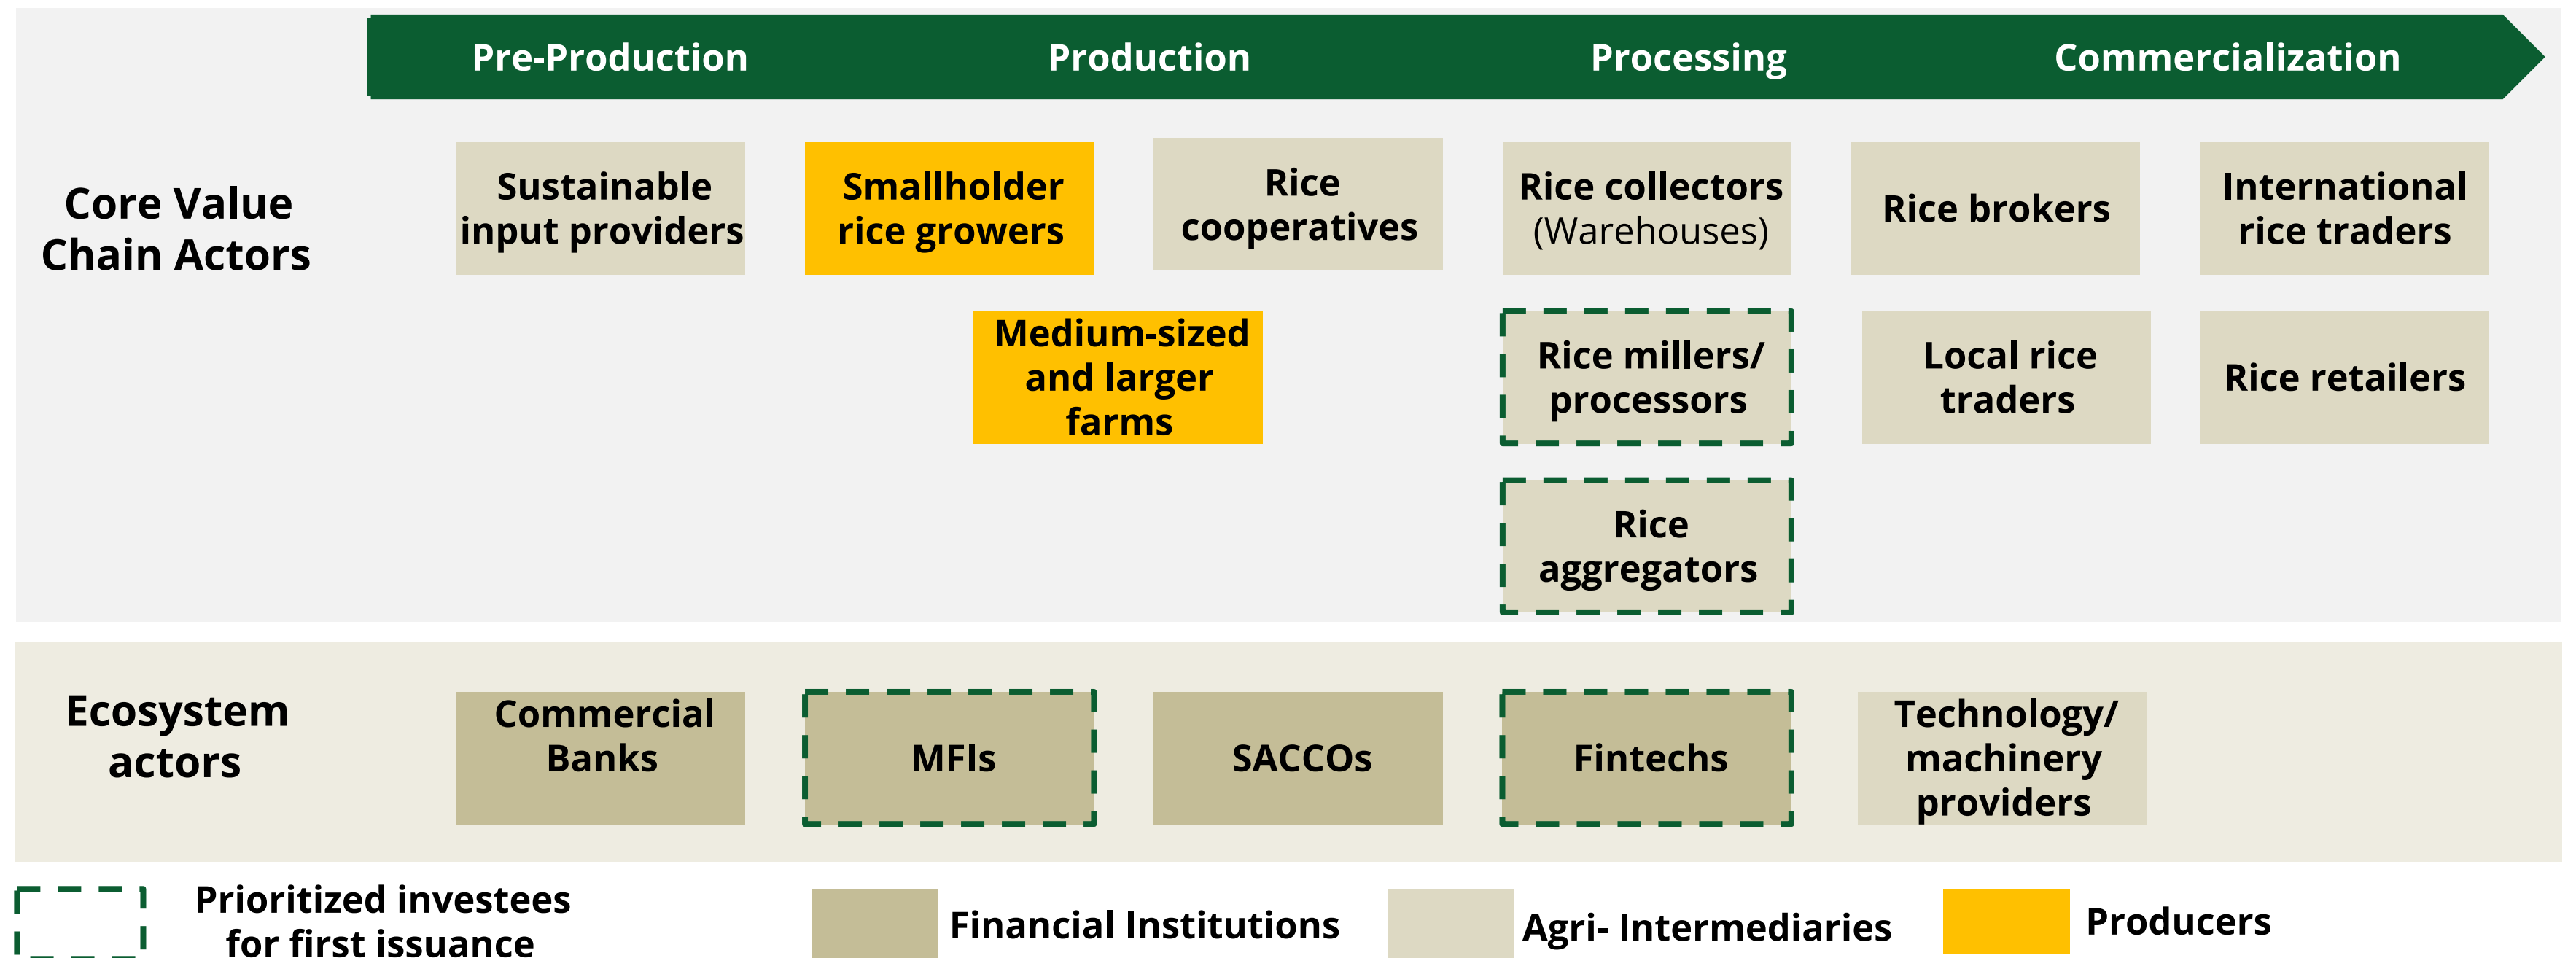 Pre-Production
Production
Processing
Commercialization
Core Value
Chain Actors
Sustainable
input providers
Smallholder
rice growers
Rice
cooperatives
Rice collectors
(Warehouses)
Rice brokers
International
rice traders
Medium-sized
and larger
farms
Rice millers/
processors
Local rice
traders
Rice retailers
Rice
aggregators
Ecosystem
actors
Commercial
Banks
MFIs
SACCOs
Fintechs
Technology/
machinery
providers
Prioritized investees
for first issuance
Financial Institutions
Agri- Intermediaries
Producers